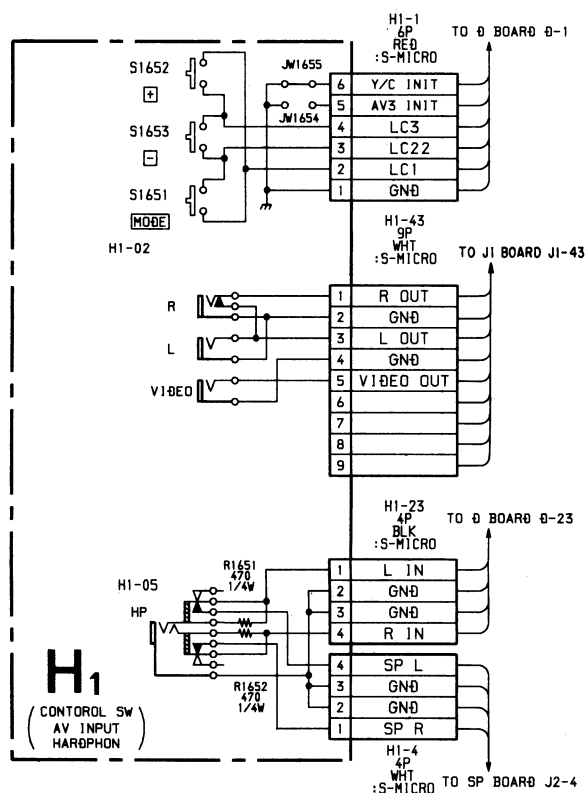 H1-1
6P
RED
:S-MICRO
TO D BOARD D-1
S1652
+
S1653
-
S1651
MODE
H1-02
JW1655
JW1654
6 Y/C INIT
5 AV3 INIT
4 LC3
3 LC22
2 LC1
1 GND
H1-43
9P
WHT
:S-MICRO
TO J1 BOARD J1-43
R
L
VIDEO
1 R OUT
2 GND
3 L OUT
4 GND
5 VIDEO OUT
6
7
8
9
H1-23
4P
BLK
:S-MICRO
TO D BOARD D-23
R1651
470
1/4W
H1-05
HP
1 L IN
2 GND
3 GND
4 R IN
R1652
470
1/4W
4 SP L
3 GND
2 GND
1 SP R
H1-4
4P
WHT
:S-MICRO
TO SP BOARD J2-4
H1
(CONTOROL SW
AV INPUT
HARDPHON)